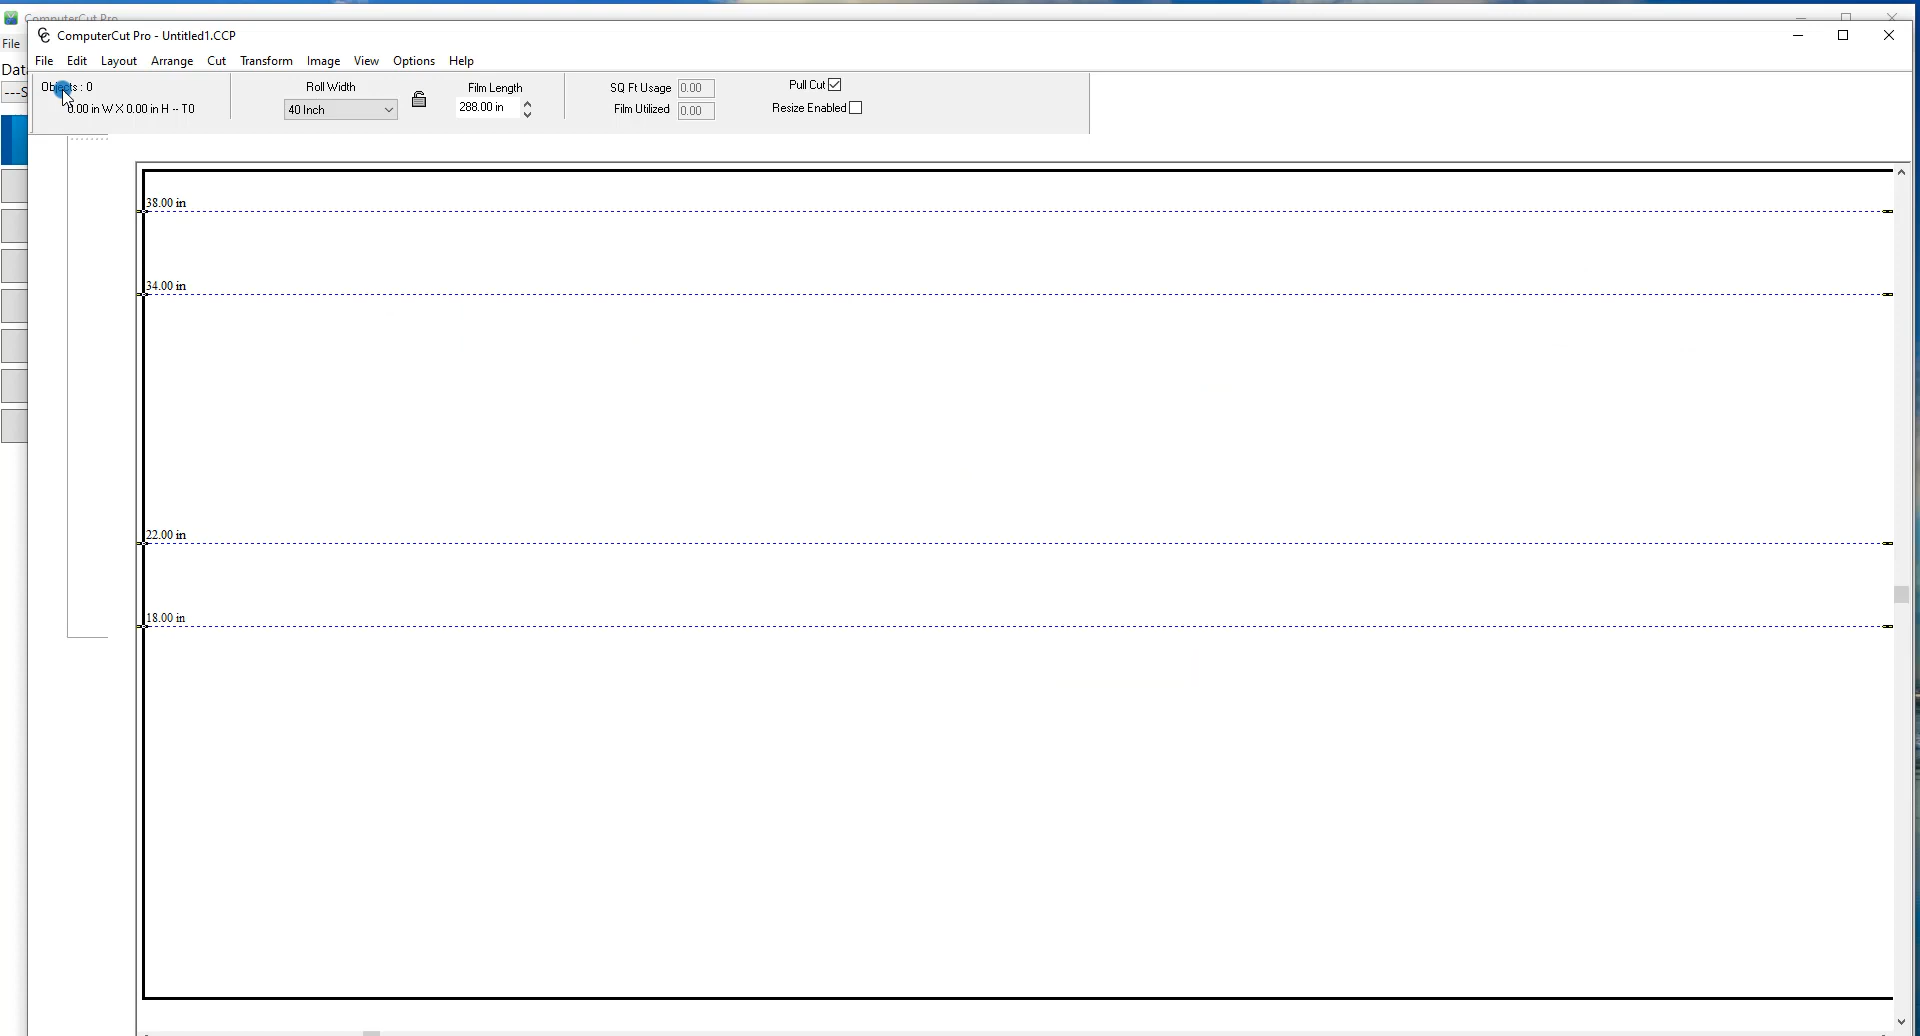 ComputerCut Pro
File
ComputerCut Pro - Untitled1.CCP
File Edit Layout Arrange Cut Transform Image View Options Help
Objects : 0
0.00 in W X 0.00 in H -- T0
Roll Width
40 Inch
Film Length
288.00 in
SQ Ft Usage 0.00
Film Utilized 0.00
Pull Cut
Resize Enabled
38.00 in
34.00 in
22.00 in
18.00 in